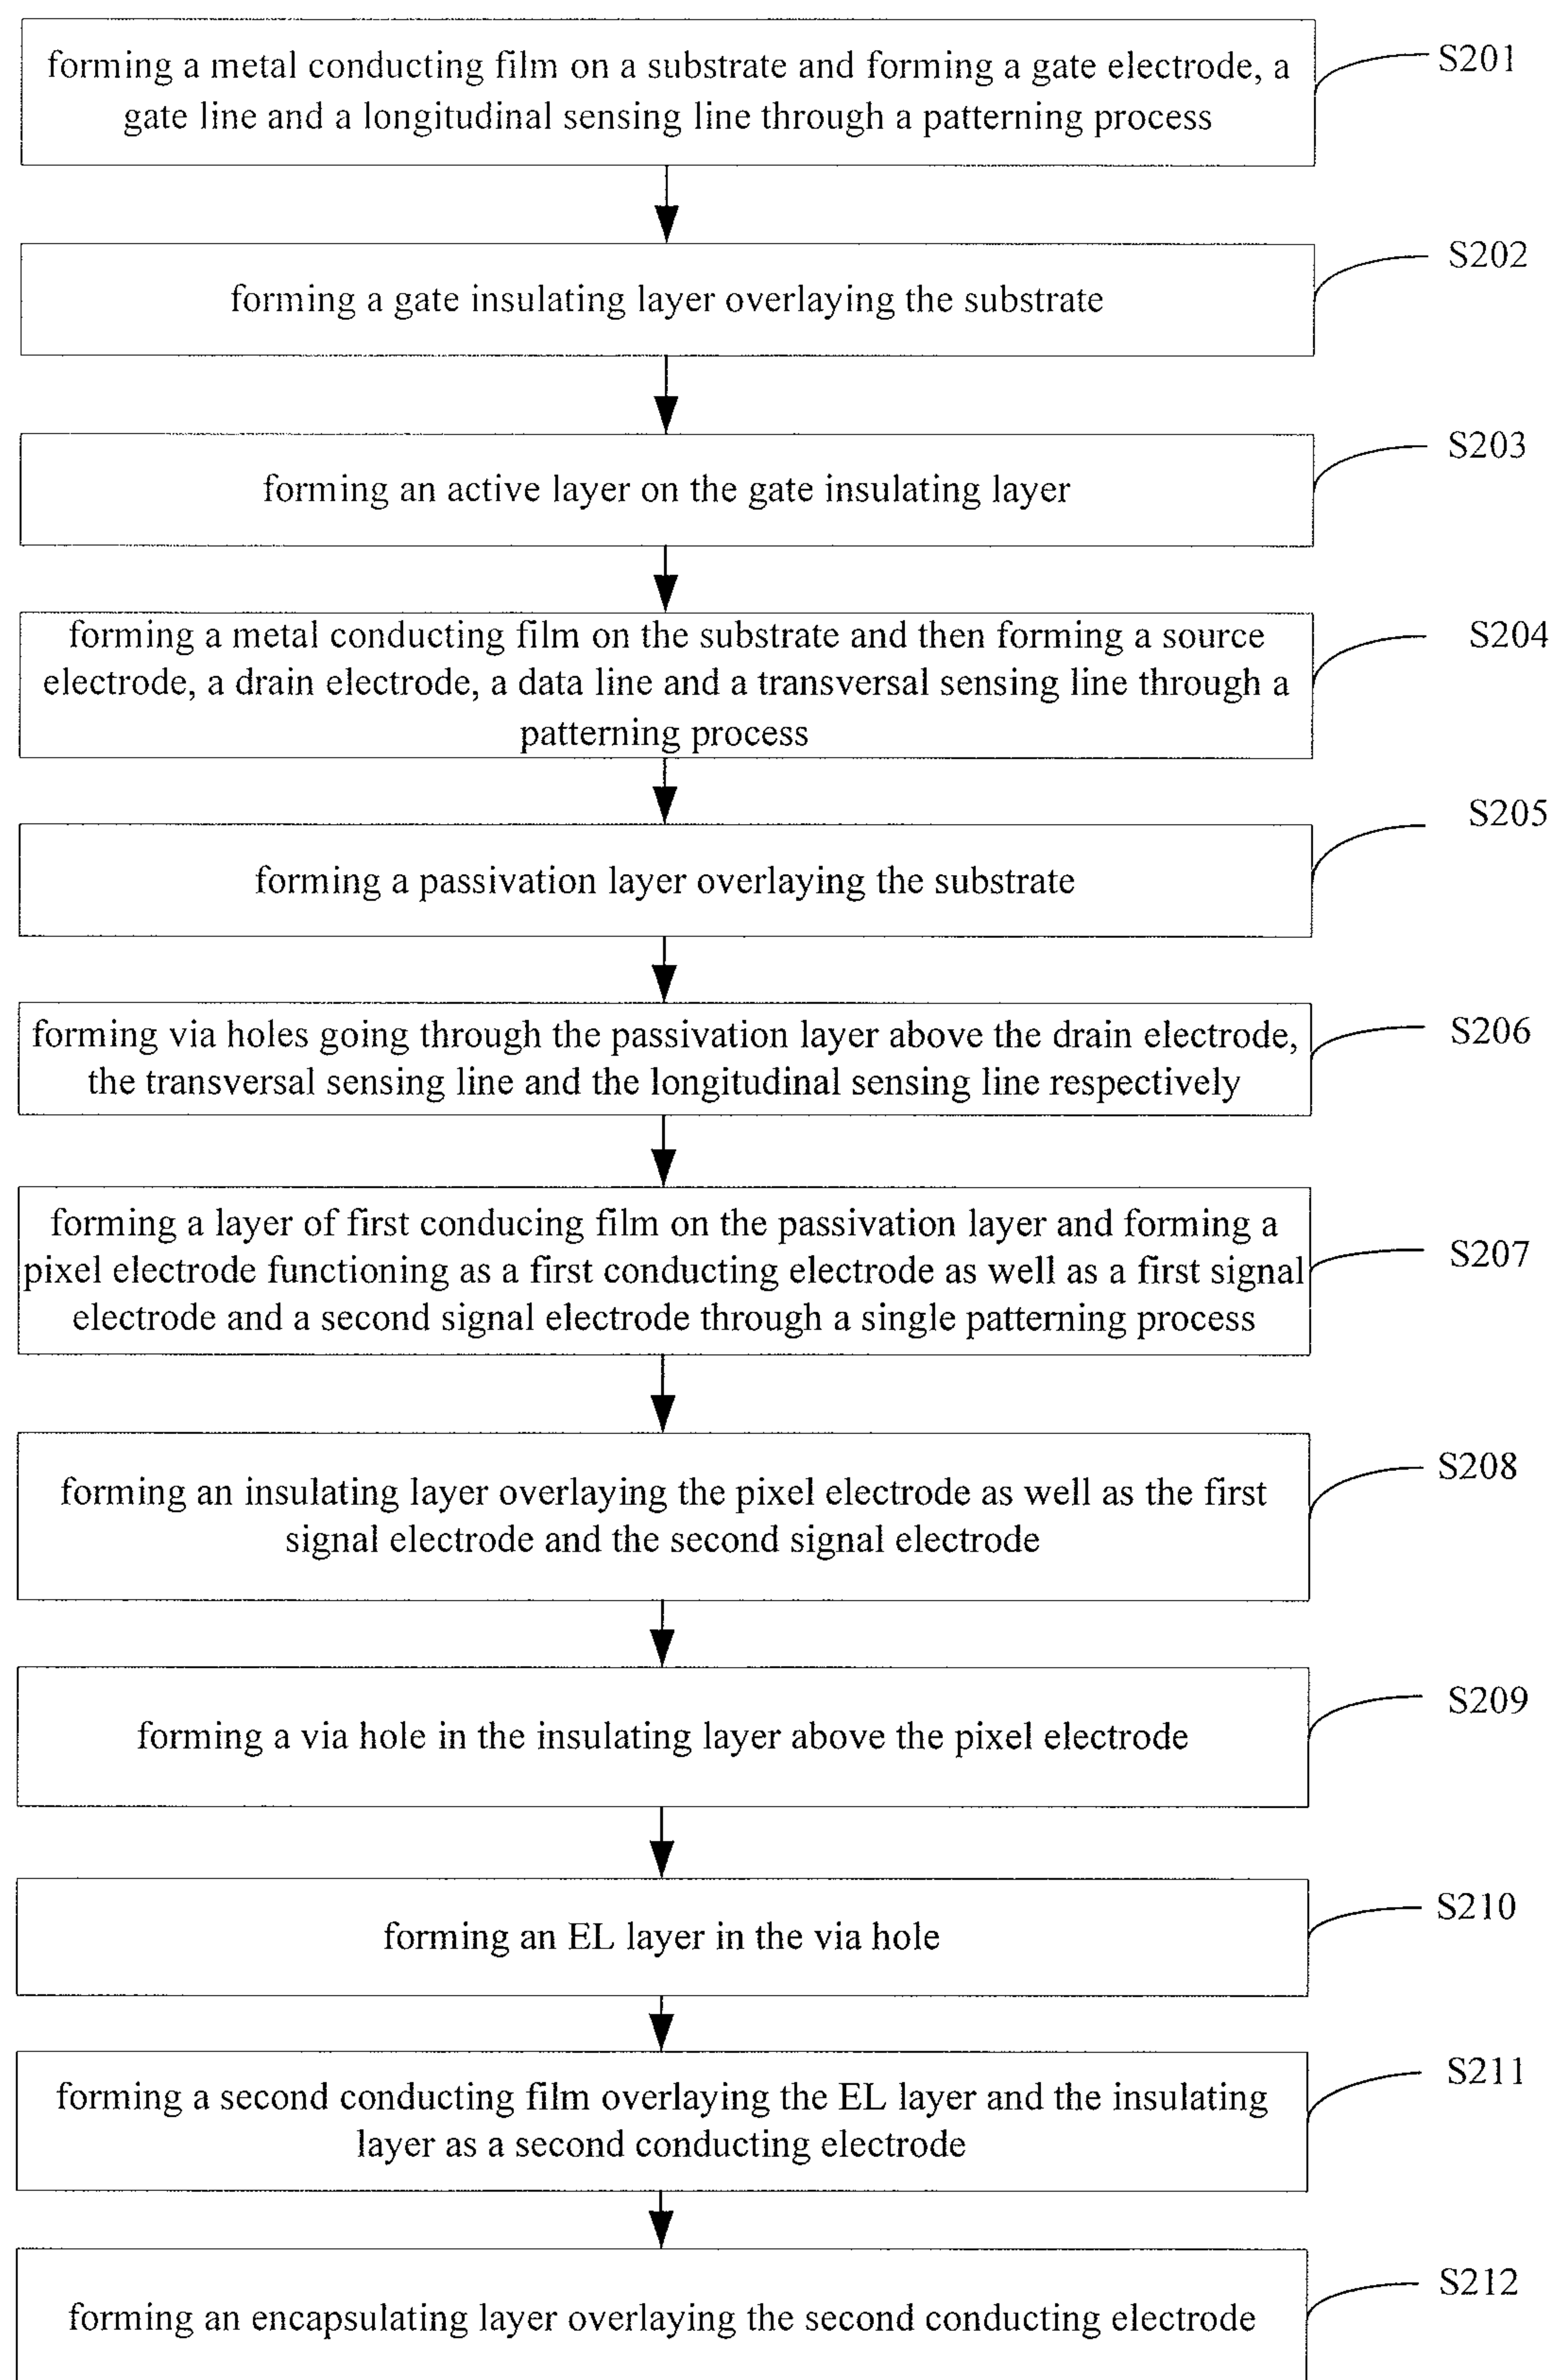 forming a metal conducting film on a substrate and forming a gate electrode, a
gate line and a longitudinal sensing line through a patterning process
S201
forming a gate insulating layer overlaying the substrate
S202
forming an active layer on the gate insulating layer
S203
forming a metal conducting film on the substrate and then forming a source
electrode, a drain electrode, a data line and a transversal sensing line through a
patterning process
S204
forming a passivation layer overlaying the substrate
S205
forming via holes going through the passivation layer above the drain electrode,
the transversal sensing line and the longitudinal sensing line respectively
S206
forming a layer of first conducing film on the passivation layer and forming a
pixel electrode functioning as a first conducting electrode as well as a first signal
electrode and a second signal electrode through a single patterning process
S207
forming an insulating layer overlaying the pixel electrode as well as the first
signal electrode and the second signal electrode
S208
forming a via hole in the insulating layer above the pixel electrode
S209
forming an EL layer in the via hole
S210
forming a second conducting film overlaying the EL layer and the insulating
layer as a second conducting electrode
S211
forming an encapsulating layer overlaying the second conducting electrode
S212